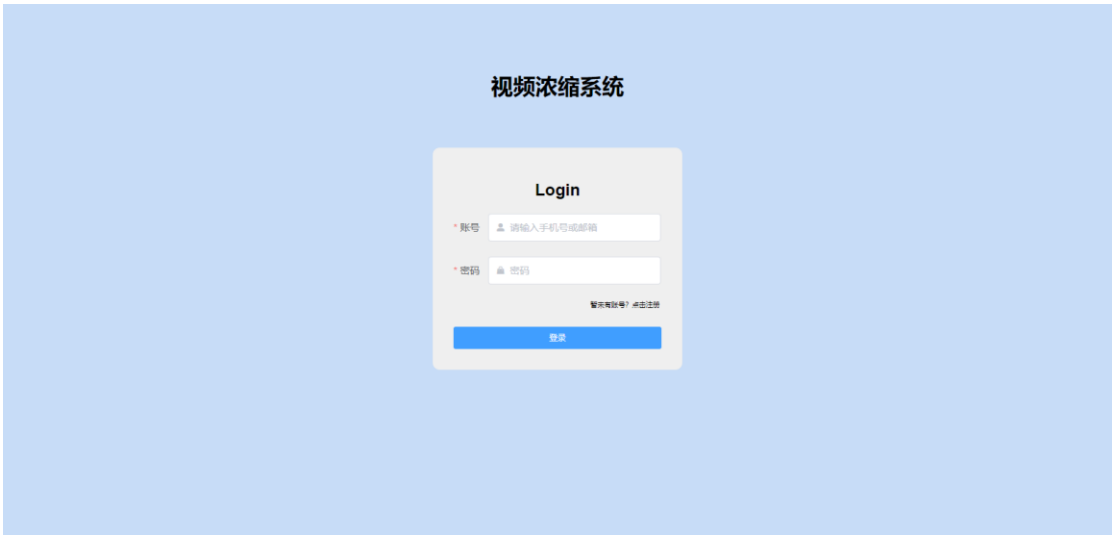 视频浓缩系统
Login
* 账号 请输入手机号或邮箱
* 密码 密码
暂未有账号？点击注册
登录